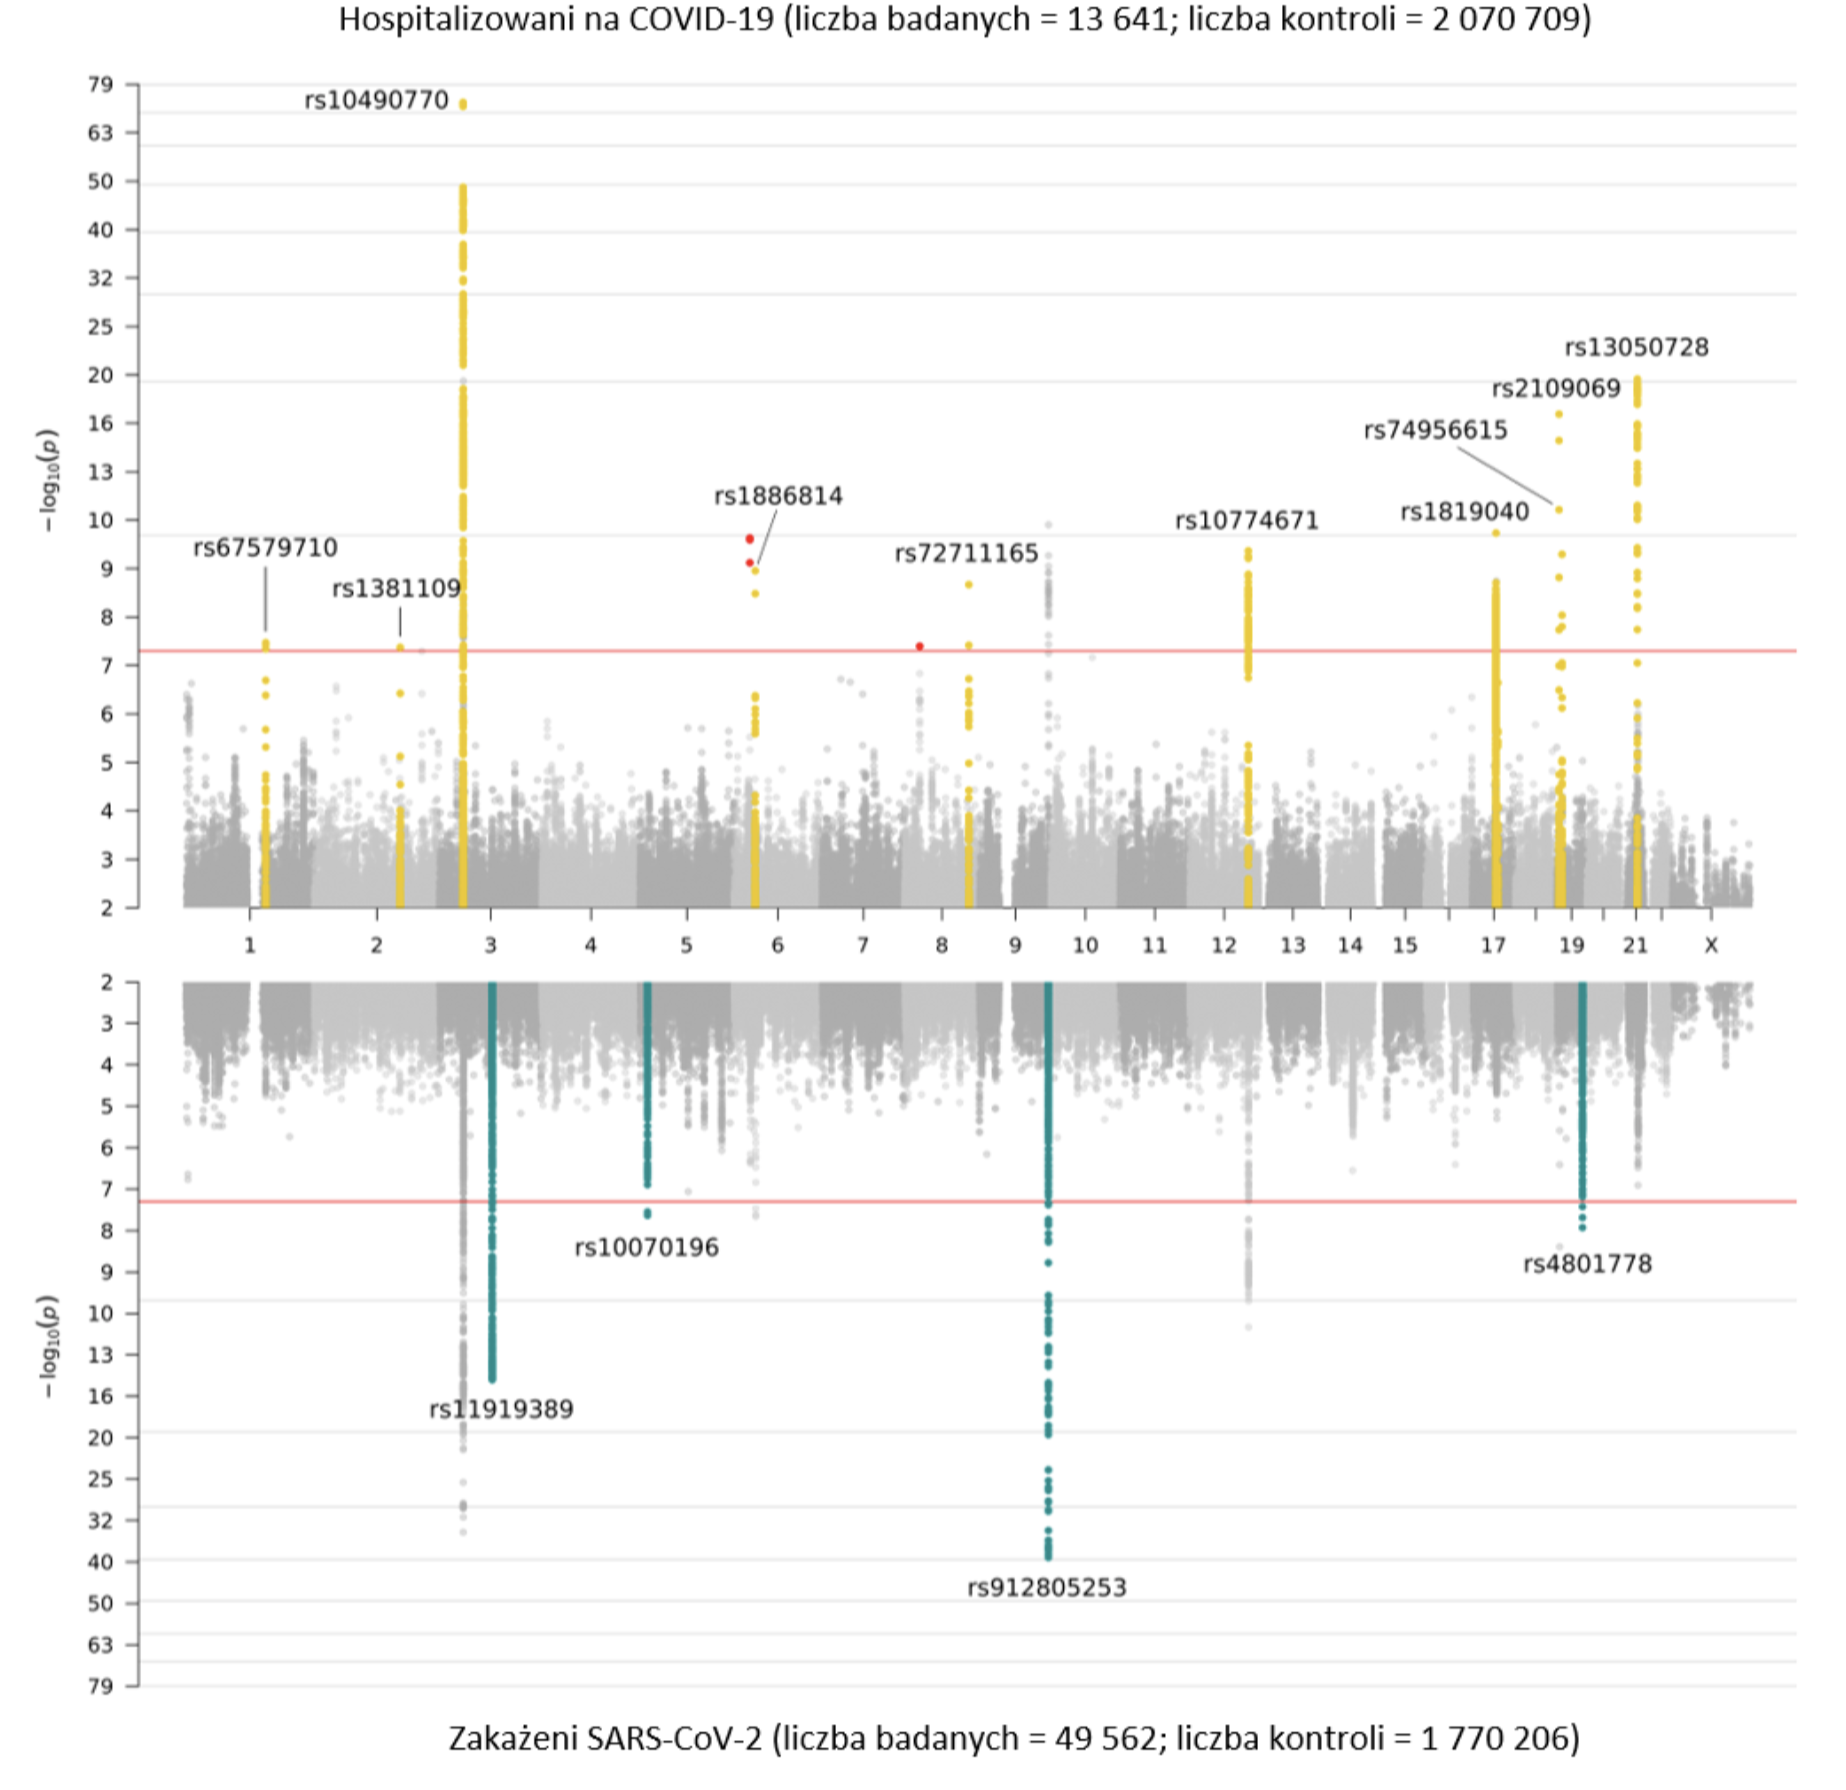 Hospitalizowani na COVID-19 (liczba badanych = 13 641; liczba kontroli = 2 070 709)
79
rs10490770
63
50
40
32
25
rs13050728
20
rs2109069
16
rs74956615
−log10(p)
13
rs1886814
rs1819040
10
rs10774671
rs67579710
rs72711165
9
rs1381109
8
7
6
5
4
3
2
1 2 3 4 5 6 7 8 9 10 11 12 13 14 15 17 19 21 X
2
3
4
5
6
7
8
rs10070196
rs4801778
9
10
−log10(p)
13
16
rs11919389
20
25
32
40
rs912805253
50
63
79
Zakażeni SARS-CoV-2 (liczba badanych = 49 562; liczba kontroli = 1 770 206)